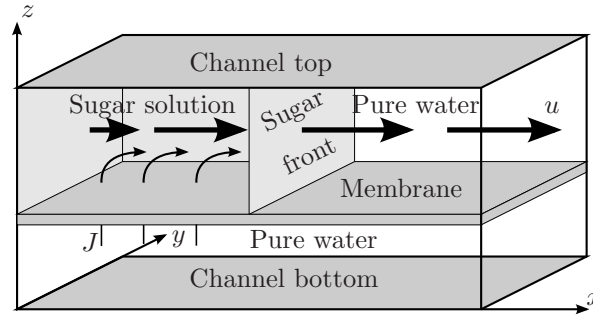 z
Channel top
Sugar solution
Sugar
front
Pure water
u
Membrane
J
y
Pure water
Channel bottom
x